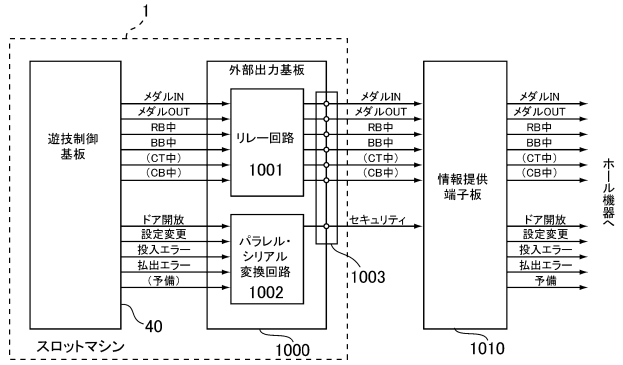 1
外部出力基板
遊技制御
基板
メダルIN
メダルOUT
RB中
BB中
(CT中)
(CB中)
リレー回路
1001
メダルIN
メダルOUT
RB中
BB中
(CT中)
(CB中)
情報提供
端子板
メダルIN
メダルOUT
RB中
BB中
(CT中)
(CB中)
ホール機器へ
ドア開放
設定変更
投入エラー
払出エラー
(予備)
パラレル・
シリアル
変換回路
1002
セキュリティ
ドア開放
設定変更
投入エラー
払出エラー
予備
1003
40
スロットマシン
1000
1010